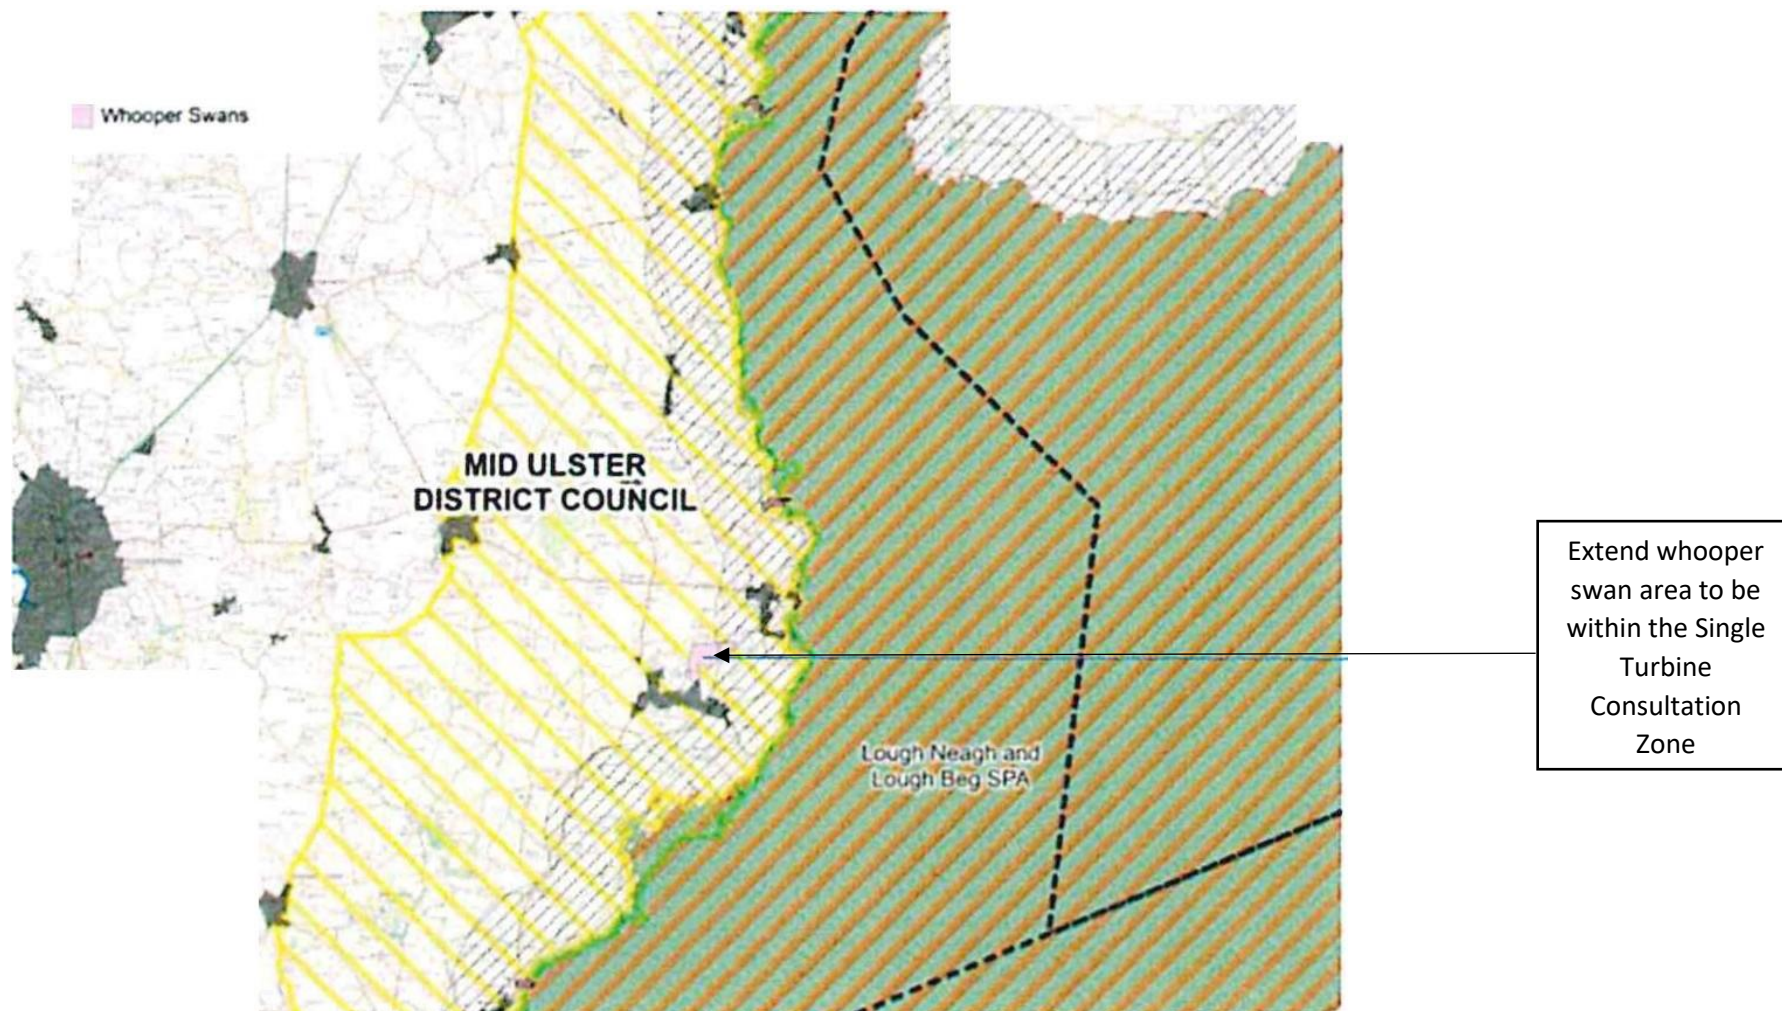 Whooper Swans
MID ULSTER
DISTRICT COUNCIL
Extend whooper
swan area to be
within the Single
Turbine
Consultation
Zone
Lough Neagh and
Lough Beg SPA